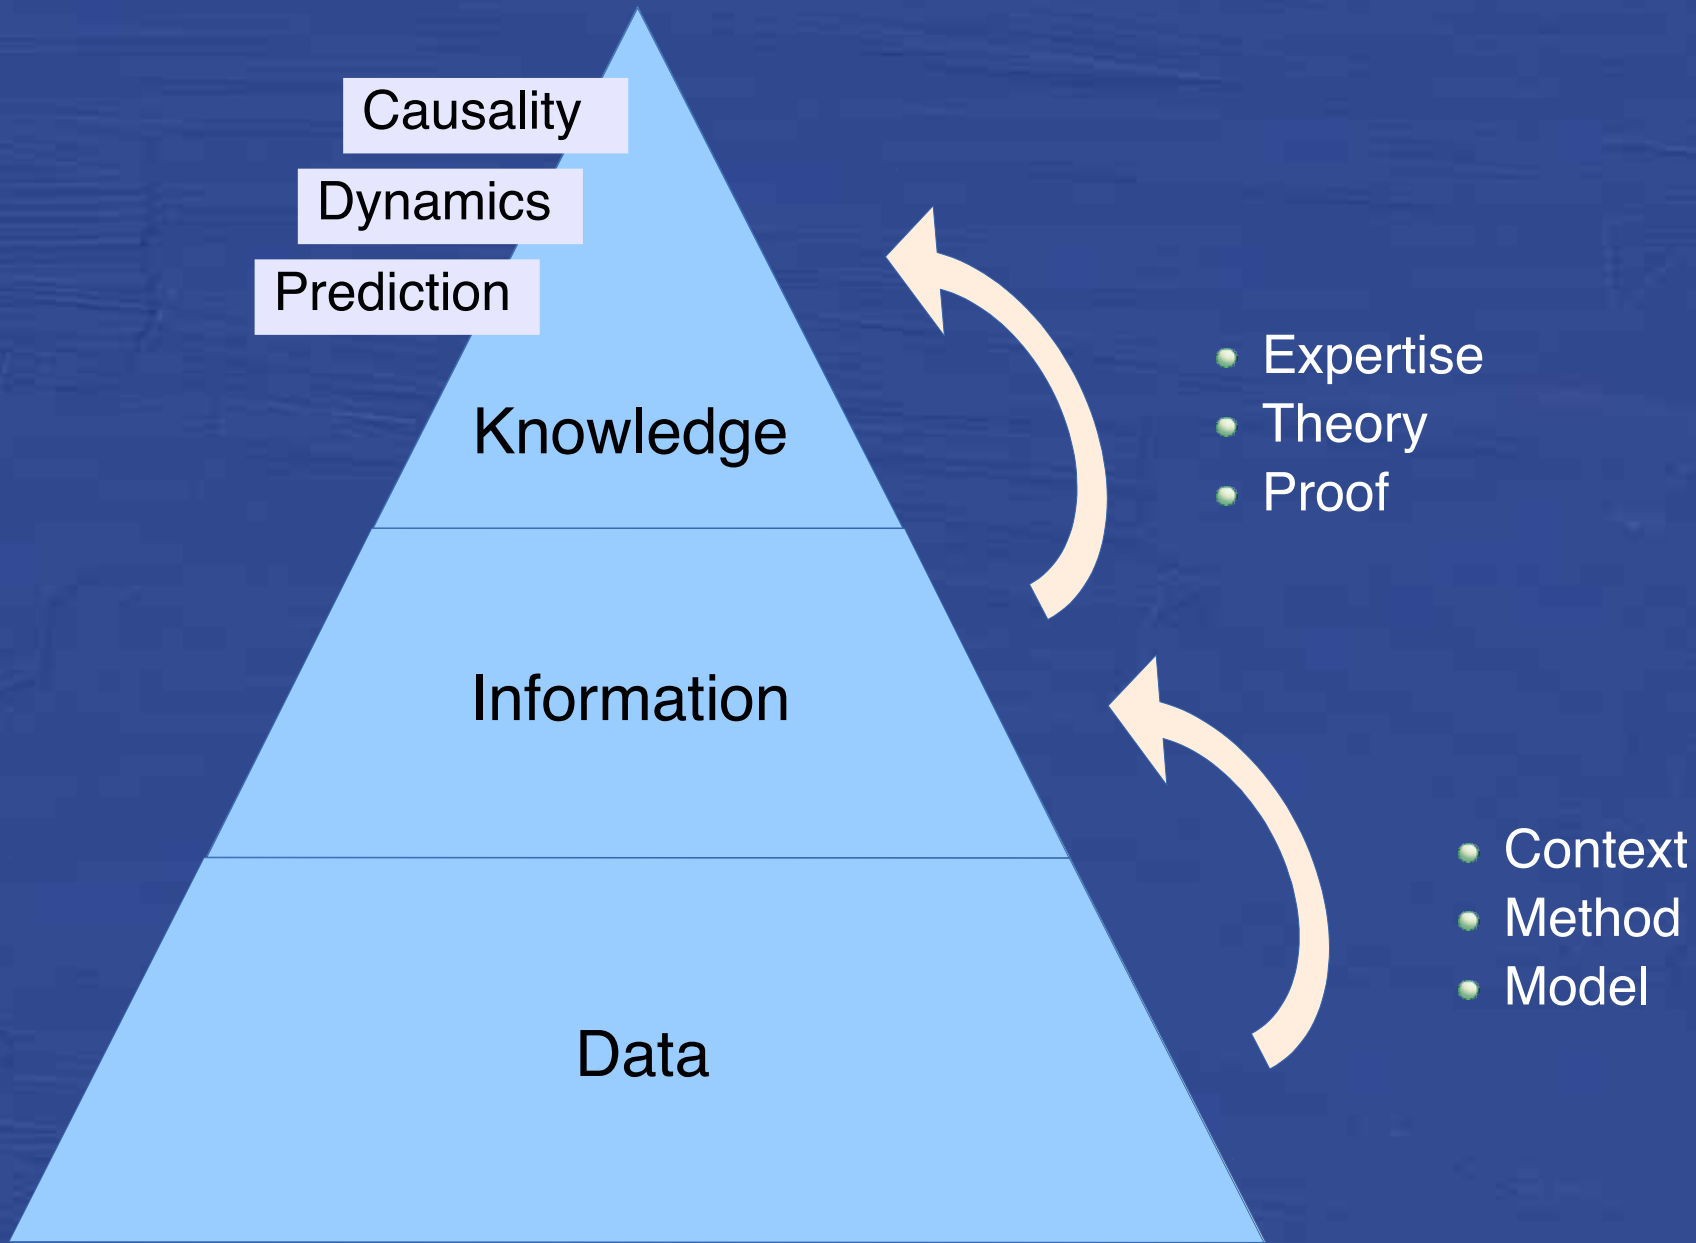 Causality
Dynamics
Prediction
Knowledge
Expertise
Theory
Proof
Information
Data
Context
Method
Model